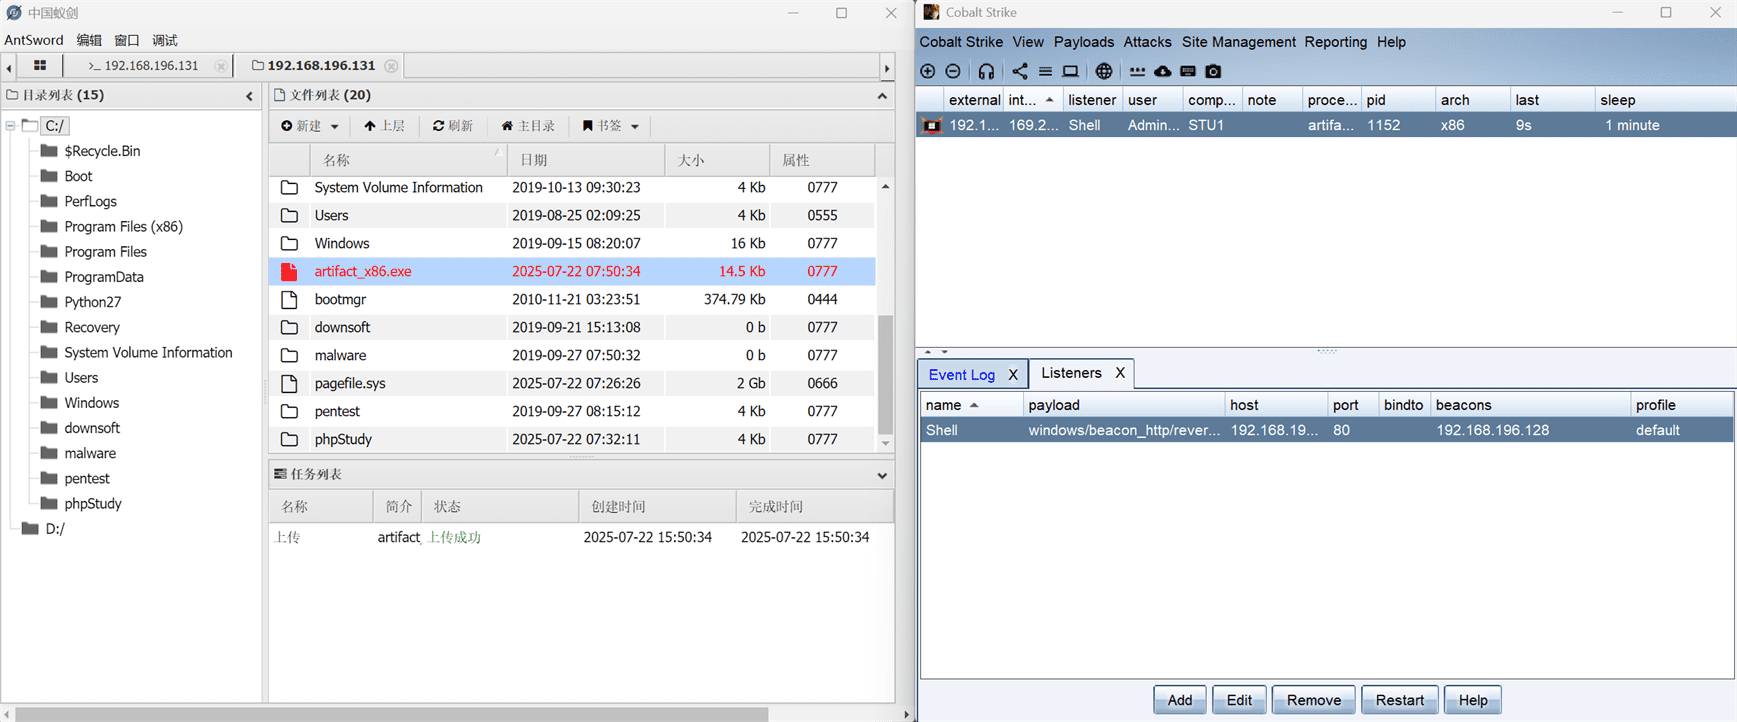 中国蚁剑
AntSword 编辑 窗口 调试
>_ 192.168.196.131
192.168.196.131
目录列表 (15)
C:/
$Recycle.Bin
Boot
PerfLogs
Program Files (x86)
Program Files
ProgramData
Python27
Recovery
System Volume Information
Users
Windows
downsoft
malware
pentest
phpStudy
D:/
文件列表 (20)
新建 上层 刷新 主目录 书签
名称 日期 大小 属性
System Volume Information 2019-10-13 09:30:23 4 Kb 0777
Users 2019-08-25 02:09:25 4 Kb 0555
Windows 2019-09-15 08:20:07 16 Kb 0777
artifact_x86.exe 2025-07-22 07:50:34 14.5 Kb 0777
bootmgr 2010-11-21 03:23:51 374.79 Kb 0444
downsoft 2019-09-21 15:13:08 0 b 0777
malware 2019-09-27 07:50:32 0 b 0777
pagefile.sys 2025-07-22 07:26:26 2 Gb 0666
pentest 2019-09-27 08:15:12 4 Kb 0777
phpStudy 2025-07-22 07:32:11 4 Kb 0777
任务列表
名称 简介 状态 创建时间 完成时间
上传 artifact_ 上传成功 2025-07-22 15:50:34 2025-07-22 15:50:34
Cobalt Strike
Cobalt Strike View Payloads Attacks Site Management Reporting Help
external int... listener user comp... note proce... pid arch last sleep
192.1... 169.2... Shell Admin... STU1 artifa... 1152 x86 9s 1 minute
Event Log X Listeners X
name payload host port bindto beacons profile
Shell windows/beacon_http/rever... 192.168.19... 80 192.168.196.128 default
Add Edit Remove Restart Help